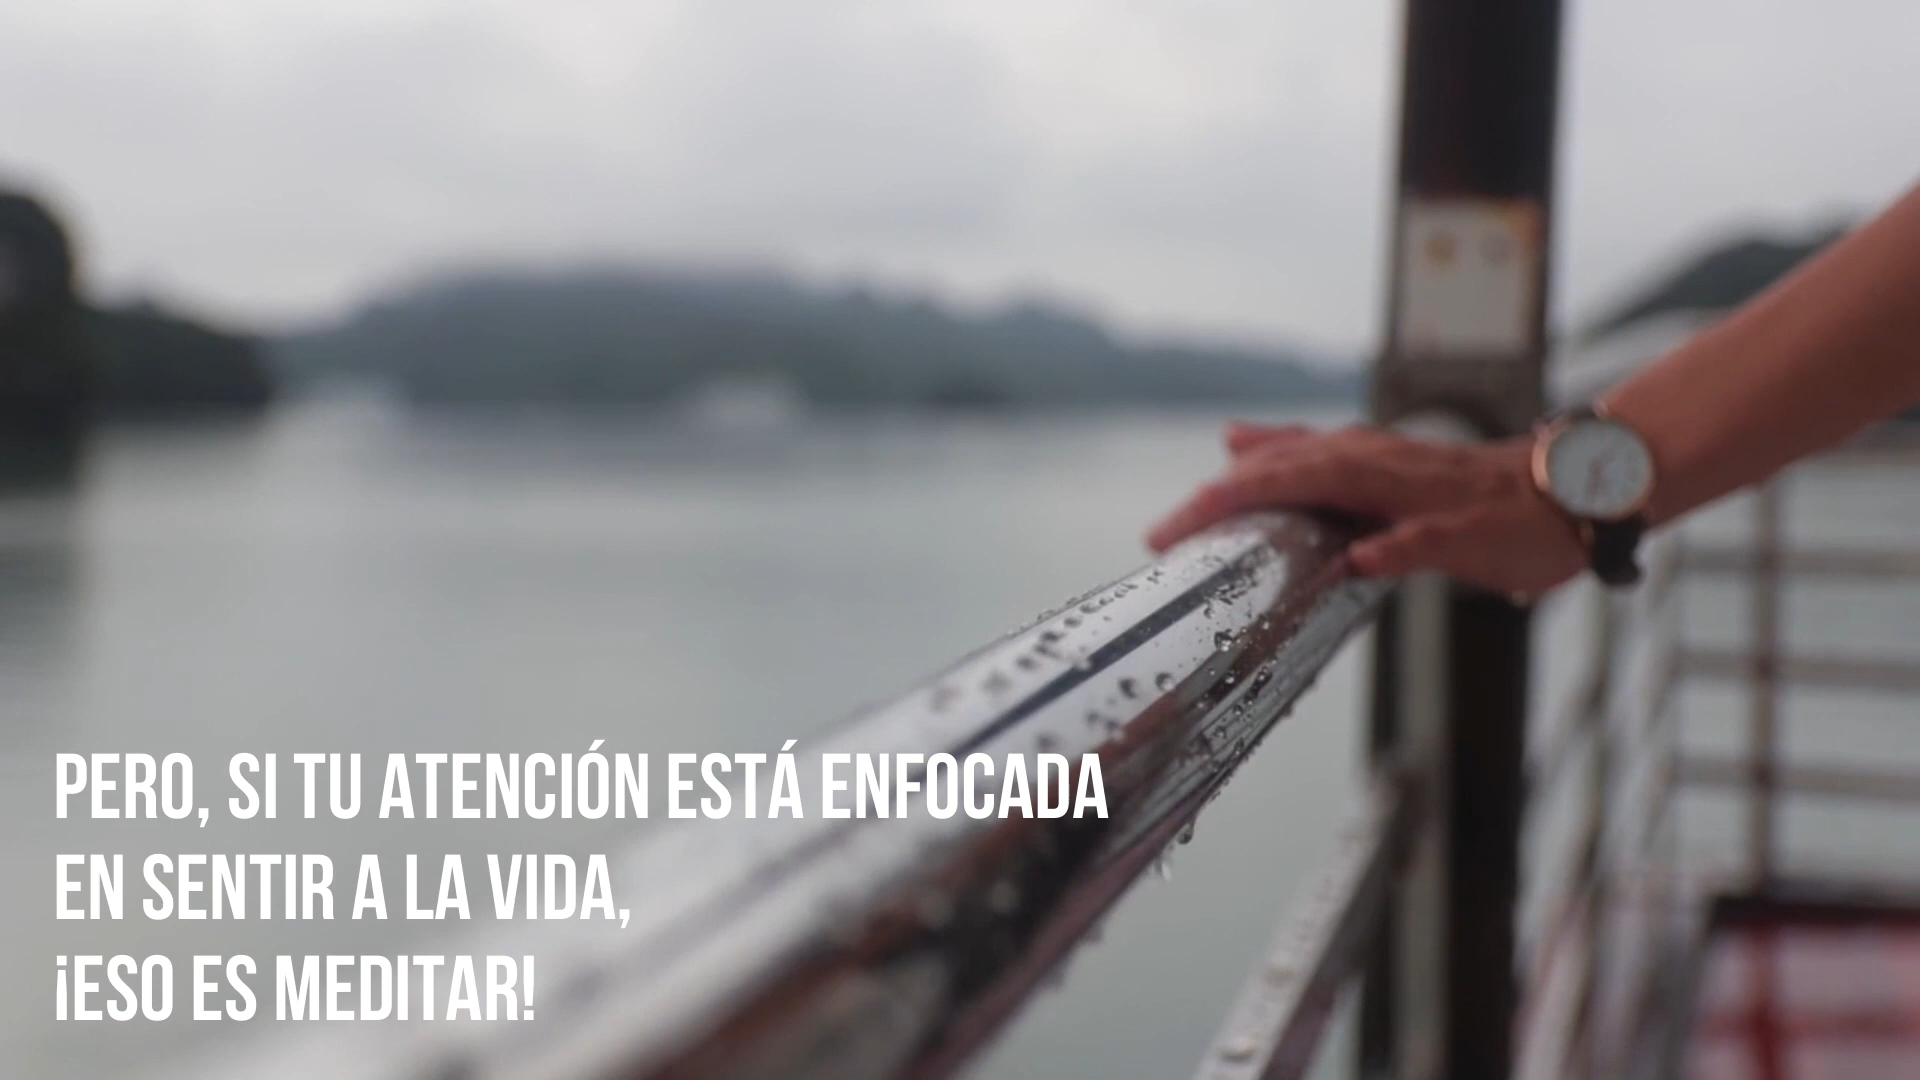 PERO, SI TU ATENCIÓN ESTÁ ENFOCADA
EN SENTIR A LA VIDA,
¡ESO ES MEDITAR!